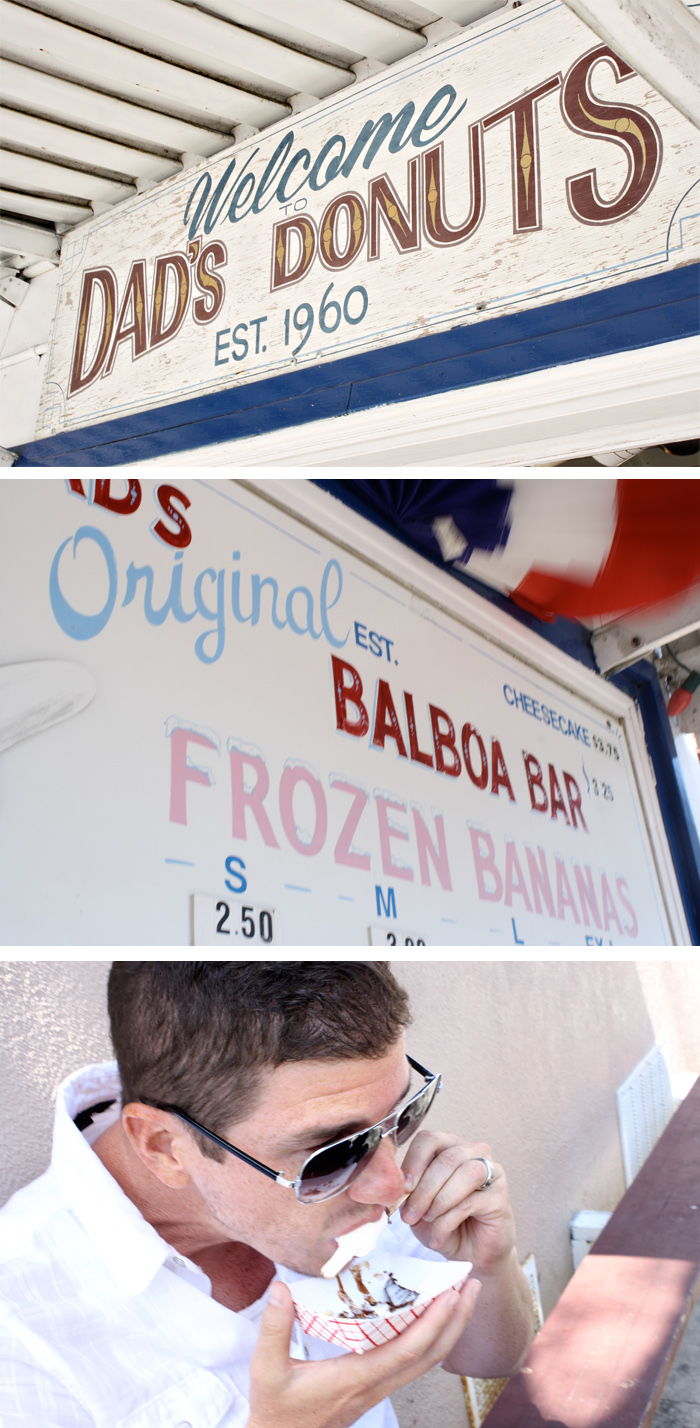 Welcome
TO
DAD'S DONUTS
EST. 1960
Original
EST.
CHEESECAKE $3.75
BALBOA BAR
3.25
FROZEN BANANAS
S M L
2.50